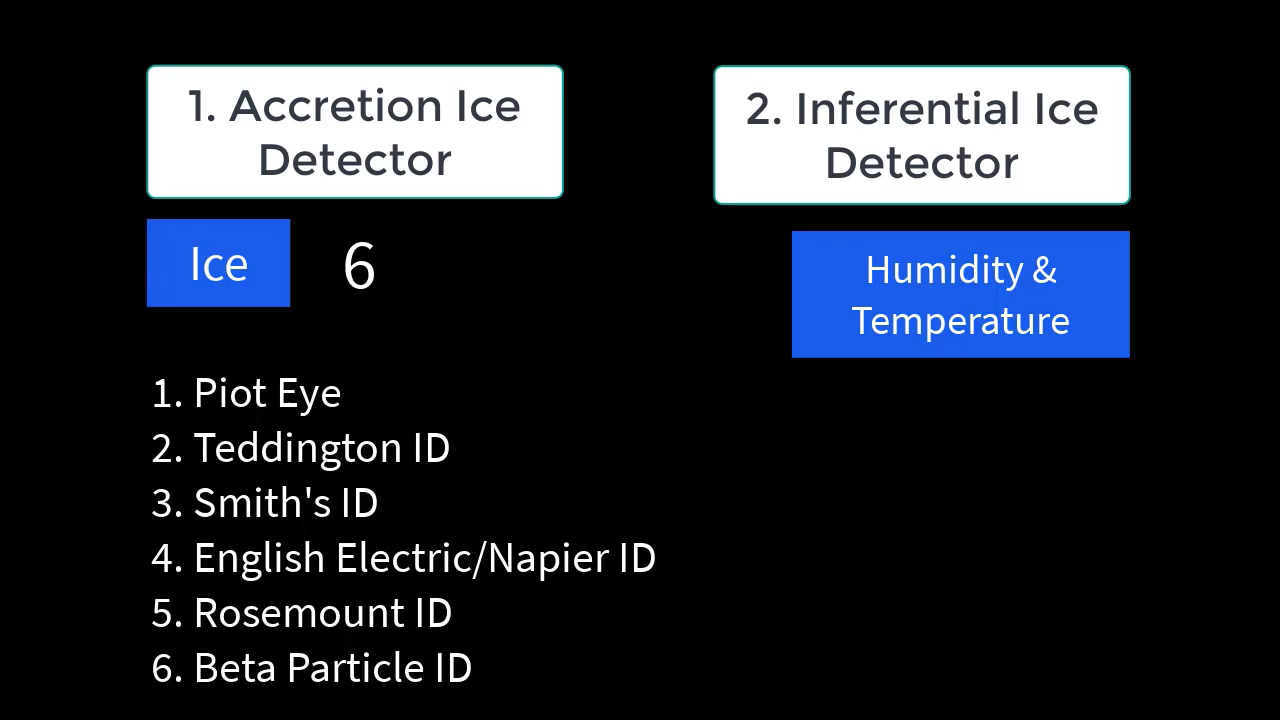 1. Accretion Ice
Detector
Ice
6
1. Piot Eye
2. Teddington ID
3. Smith's ID
4. English Electric/Napier ID
5. Rosemount ID
6. Beta Particle ID
2. Inferential Ice
Detector
Humidity &
Temperature